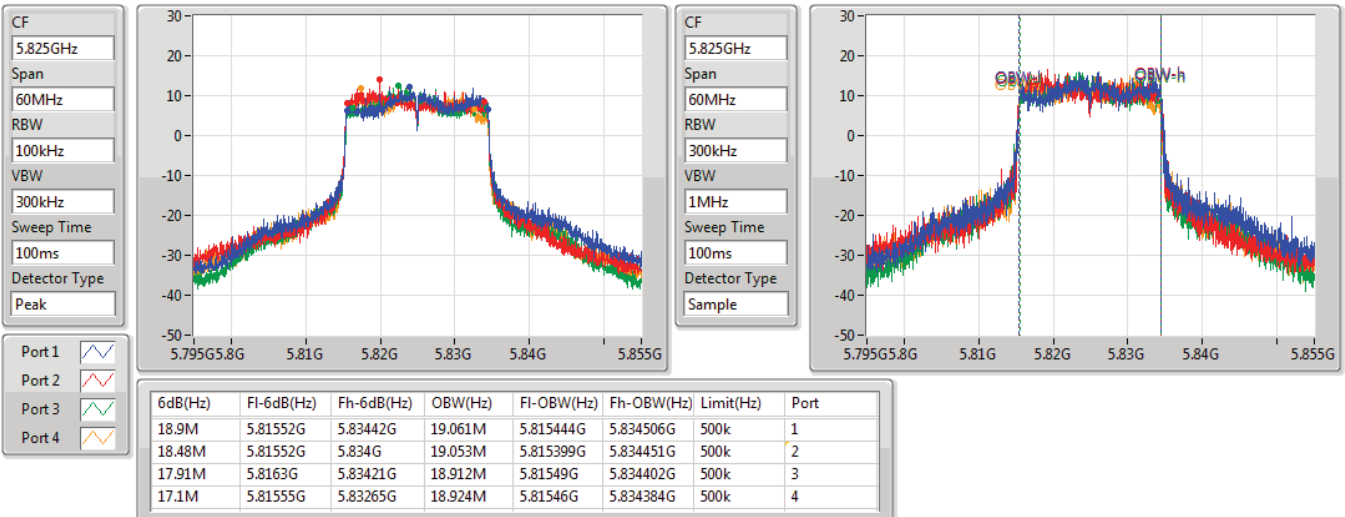 CF
5.825GHz
Span
60MHz
RBW
100kHz
VBW
300kHz
Sweep Time
100ms
Detector Type
Peak
30
20
10
0
-10
-20
-30
-40
-50
5.795G 5.8G 5.81G 5.82G 5.83G 5.84G 5.855G
CF
5.825GHz
Span
60MHz
RBW
300kHz
VBW
1MHz
Sweep Time
100ms
Detector Type
Sample
30
20
10
0
-10
-20
-30
-40
-50
OBW-h
5.795G 5.8G 5.81G 5.82G 5.83G 5.84G 5.855G
Port 1
Port 2
Port 3
Port 4
6dB(Hz) Fl-6dB(Hz) Fh-6dB(Hz) OBW(Hz) Fl-OBW(Hz) Fh-OBW(Hz) Limit(Hz) Port
18.9M 5.81552G 5.83442G 19.061M 5.815444G 5.834506G 500k 1
18.48M 5.81552G 5.834G 19.053M 5.815399G 5.834451G 500k 2
17.91M 5.8163G 5.83421G 18.912M 5.81549G 5.834402G 500k 3
17.1M 5.81555G 5.83265G 18.924M 5.81546G 5.834384G 500k 4